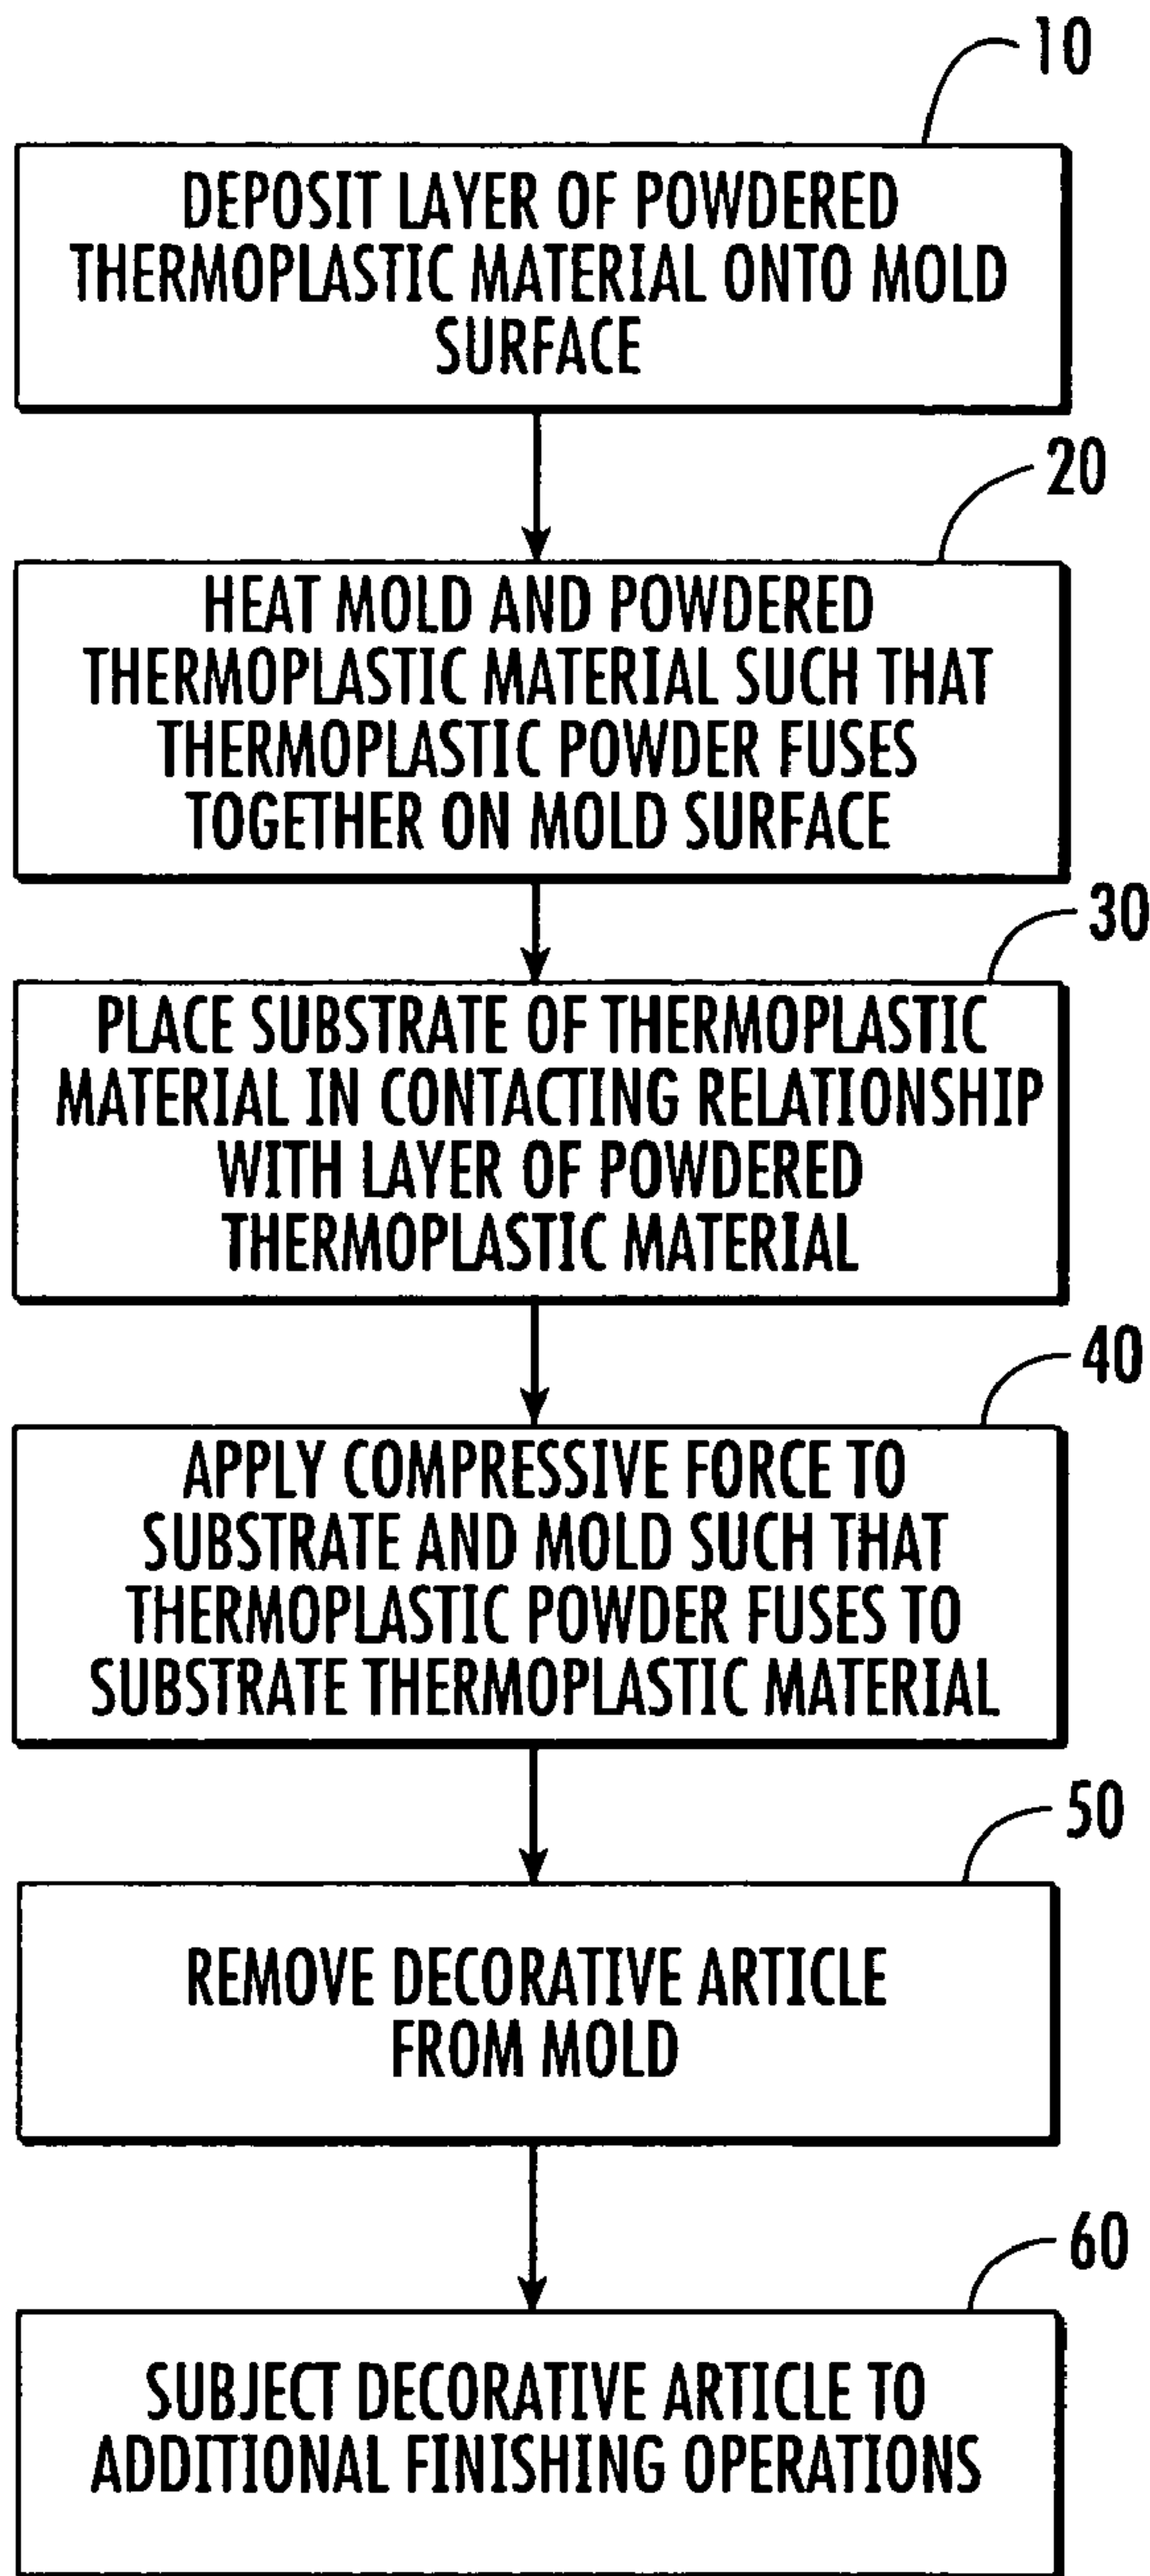 10
DEPOSIT LAYER OF POWDERED
THERMOPLASTIC MATERIAL ONTO MOLD
SURFACE
20
HEAT MOLD AND POWDERED
THERMOPLASTIC MATERIAL SUCH THAT
THERMOPLASTIC POWDER FUSES
TOGETHER ON MOLD SURFACE
30
PLACE SUBSTRATE OF THERMOPLASTIC
MATERIAL IN CONTACTING RELATIONSHIP
WITH LAYER OF POWDERED
THERMOPLASTIC MATERIAL
40
APPLY COMPRESSIVE FORCE TO
SUBSTRATE AND MOLD SUCH THAT
THERMOPLASTIC POWDER FUSES TO
SUBSTRATE THERMOPLASTIC MATERIAL
50
REMOVE DECORATIVE ARTICLE
FROM MOLD
60
SUBJECT DECORATIVE ARTICLE TO
ADDITIONAL FINISHING OPERATIONS